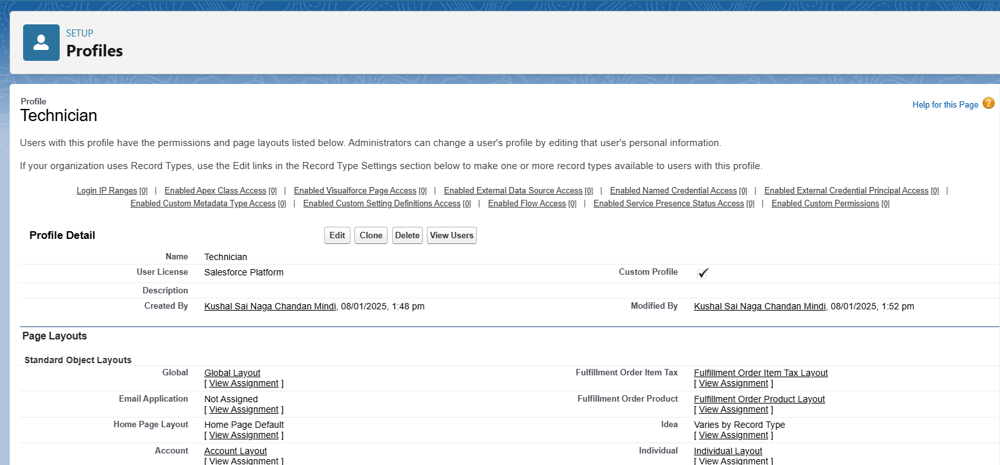 SETUP
Profiles
Profile
Technician
Help for this Page ?
Users with this profile have the permissions and page layouts listed below. Administrators can change a user's profile by editing that user's personal information.
If your organization uses Record Types, use the Edit links in the Record Type Settings section below to make one or more record types available to users with this profile.
Login IP Ranges [0] | Enabled Apex Class Access [0] | Enabled Visualforce Page Access [0] | Enabled External Data Source Access [0] | Enabled Named Credential Access [0] | Enabled External Credential Principal Access [0] |
Enabled Custom Metadata Type Access [0] | Enabled Custom Setting Definitions Access [0] | Enabled Flow Access [0] | Enabled Service Presence Status Access [0] | Enabled Custom Permissions [0]
Profile Detail Edit Clone Delete View Users
Name Technician
User License Salesforce Platform Custom Profile
Description
Created By Kushal Sai Naga Chandan Mindi, 08/01/2025, 1:48 pm Modified By Kushal Sai Naga Chandan Mindi, 08/01/2025, 1:52 pm
Page Layouts
Standard Object Layouts
Global Global Layout Fulfillment Order Item Tax Fulfillment Order Item Tax Layout
[ View Assignment ] [ View Assignment ]
Email Application Not Assigned Fulfillment Order Product Fulfillment Order Product Layout
[ View Assignment ] [ View Assignment ]
Home Page Layout Home Page Default Idea Varies by Record Type
[ View Assignment ] [ View Assignment ]
Account Account Layout Individual Individual Layout
[ View Assignment ] [ View Assignment ]